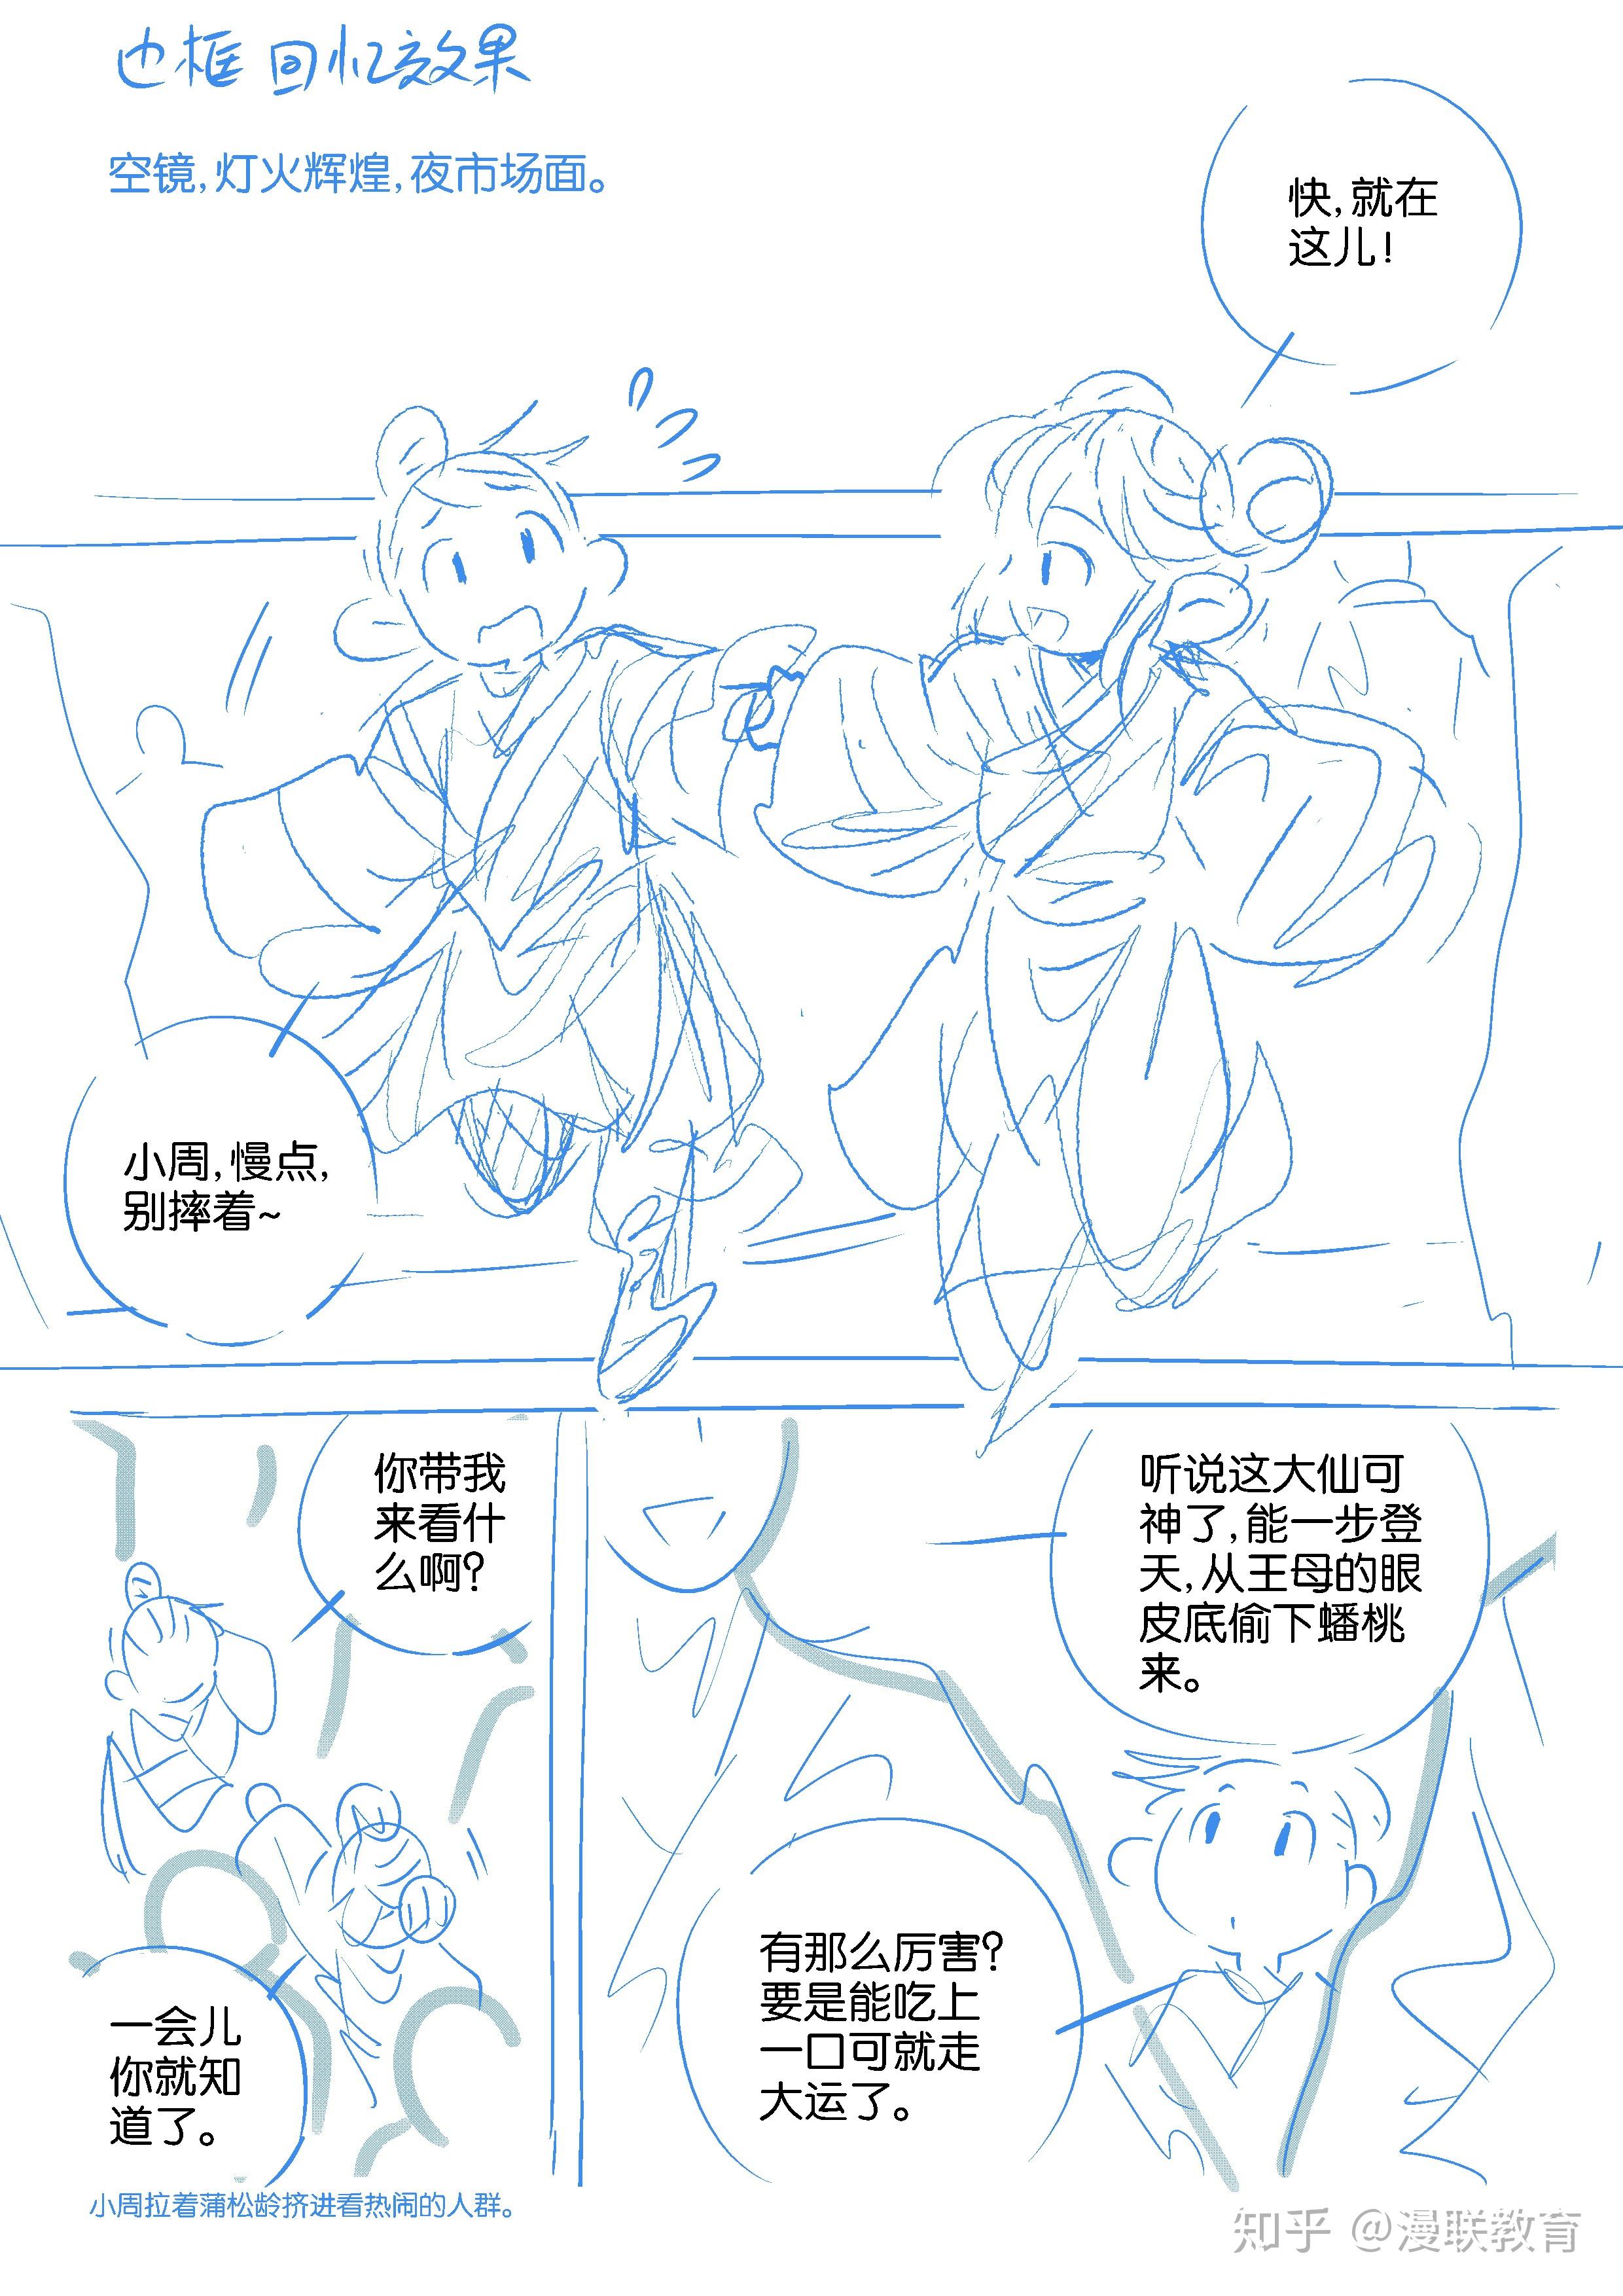 边框 回忆效果
空镜,灯火辉煌,夜市场面。
快,就在
这儿!
小周,慢点,
别摔着~
你带我
来看什
么啊?
一会儿
你就知
道了。
听说这大仙可
神了,能一步登
天,从王母的眼
皮底偷下蟠桃
来。
有那么厉害?
要是能吃上
一口可就走
大运了。
小周拉着蒲松龄挤进看热闹的人群。
知乎 @漫联教育